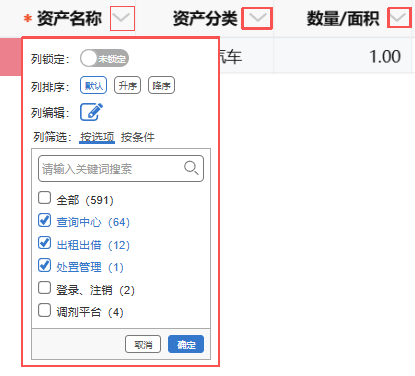 * 资产名称 资产分类 数量/面积
汽车 1.00
列锁定： 未锁定
列排序： 默认 升序 降序
列编辑：
列筛选： 按选项 按条件
请输入关键词搜索
全部（591）
查询中心（64）
出租出借（12）
处置管理（1）
登录、注销（2）
调剂平台（4）
取消 确定